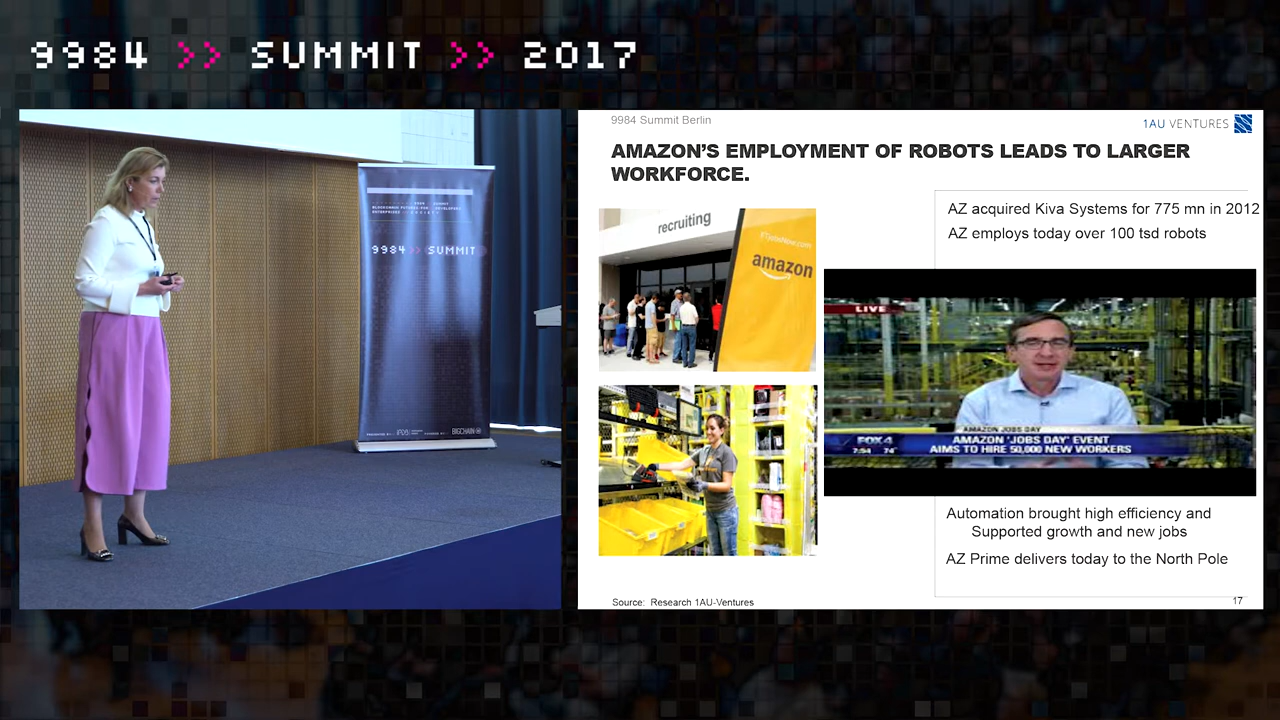 9984 >> SUMMIT >> 2017
9984 >> SUMMIT
BIGCHAIN
9984 Summit Berlin
1AU VENTURES
AMAZON'S EMPLOYMENT OF ROBOTS LEADS TO LARGER
WORKFORCE.
recruiting
amazon
AZ acquired Kiva Systems for 775 mn in 2012
AZ employs today over 100 tsd robots
LIVE
AMAZON JOBS DAY
FOX 4
7:54 74°
AMAZON 'JOBS DAY' EVENT
AIMS TO HIRE 50,000 NEW WORKERS
Automation brought high efficiency and
Supported growth and new jobs
AZ Prime delivers today to the North Pole
Source: Research 1AU-Ventures
17